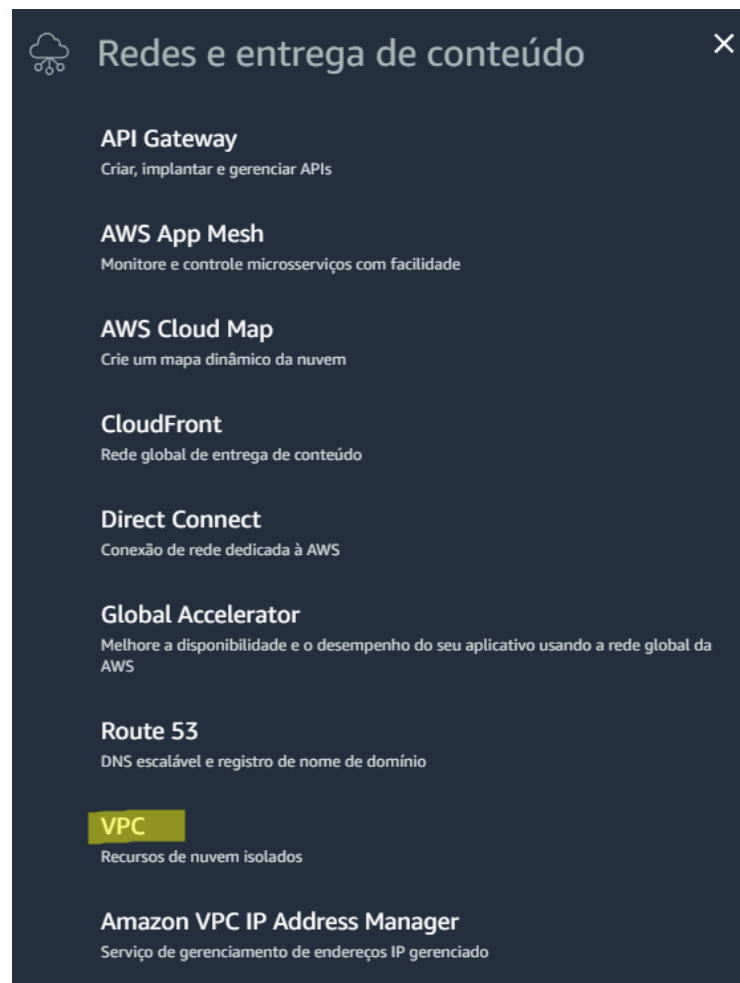 Redes e entrega de conteúdo
API Gateway
Criar, implantar e gerenciar APIs
AWS App Mesh
Monitore e controle microsserviços com facilidade
AWS Cloud Map
Crie um mapa dinâmico da nuvem
CloudFront
Rede global de entrega de conteúdo
Direct Connect
Conexão de rede dedicada à AWS
Global Accelerator
Melhore a disponibilidade e o desempenho do seu aplicativo usando a rede global da
AWS
Route 53
DNS escalável e registro de nome de domínio
VPC
Recursos de nuvem isolados
Amazon VPC IP Address Manager
Serviço de gerenciamento de endereços IP gerenciado